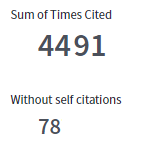 Sum of Times Cited
4491
Without self citations
78